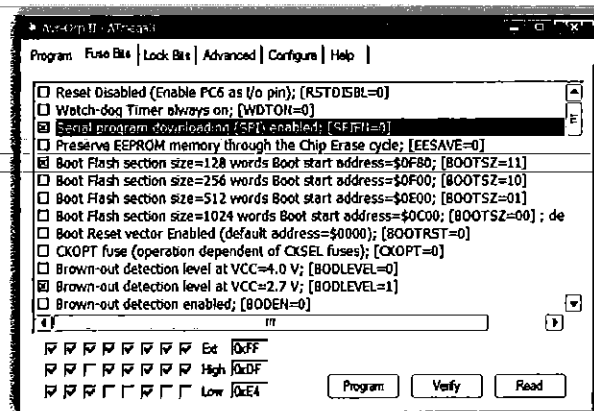 Avr-Osp II - ATmega8
Program Fuse Bits Lock Bits Advanced Configure Help
Reset Disabled (Enable PC6 as i/o pin); [RSTDISBL=0]
Watch-dog Timer always on; [WDTON=0]
Serial program downloading (SPI) enabled; [SPIEN=0]
Preserve EEPROM memory through the Chip Erase cycle; [EESAVE=0]
Boot Flash section size=128 words Boot start address=$0F80; [BOOTSZ=11]
Boot Flash section size=256 words Boot start address=$0F00; [BOOTSZ=10]
Boot Flash section size=512 words Boot start address=$0E00; [BOOTSZ=01]
Boot Flash section size=1024 words Boot start address=$0C00; [BOOTSZ=00] ; de
Boot Reset vector Enabled (default address=$0000); [BOOTRST=0]
CKOPT fuse (operation dependent of CKSEL fuses); [CKOPT=0]
Brown-out detection level at VCC=4.0 V; [BODLEVEL=0]
Brown-out detection level at VCC=2.7 V; [BODLEVEL=1]
Brown-out detection enabled; [BODEN=0]
Ext 0xFF
High 0xDF
Low 0xE4
Program Verify Read